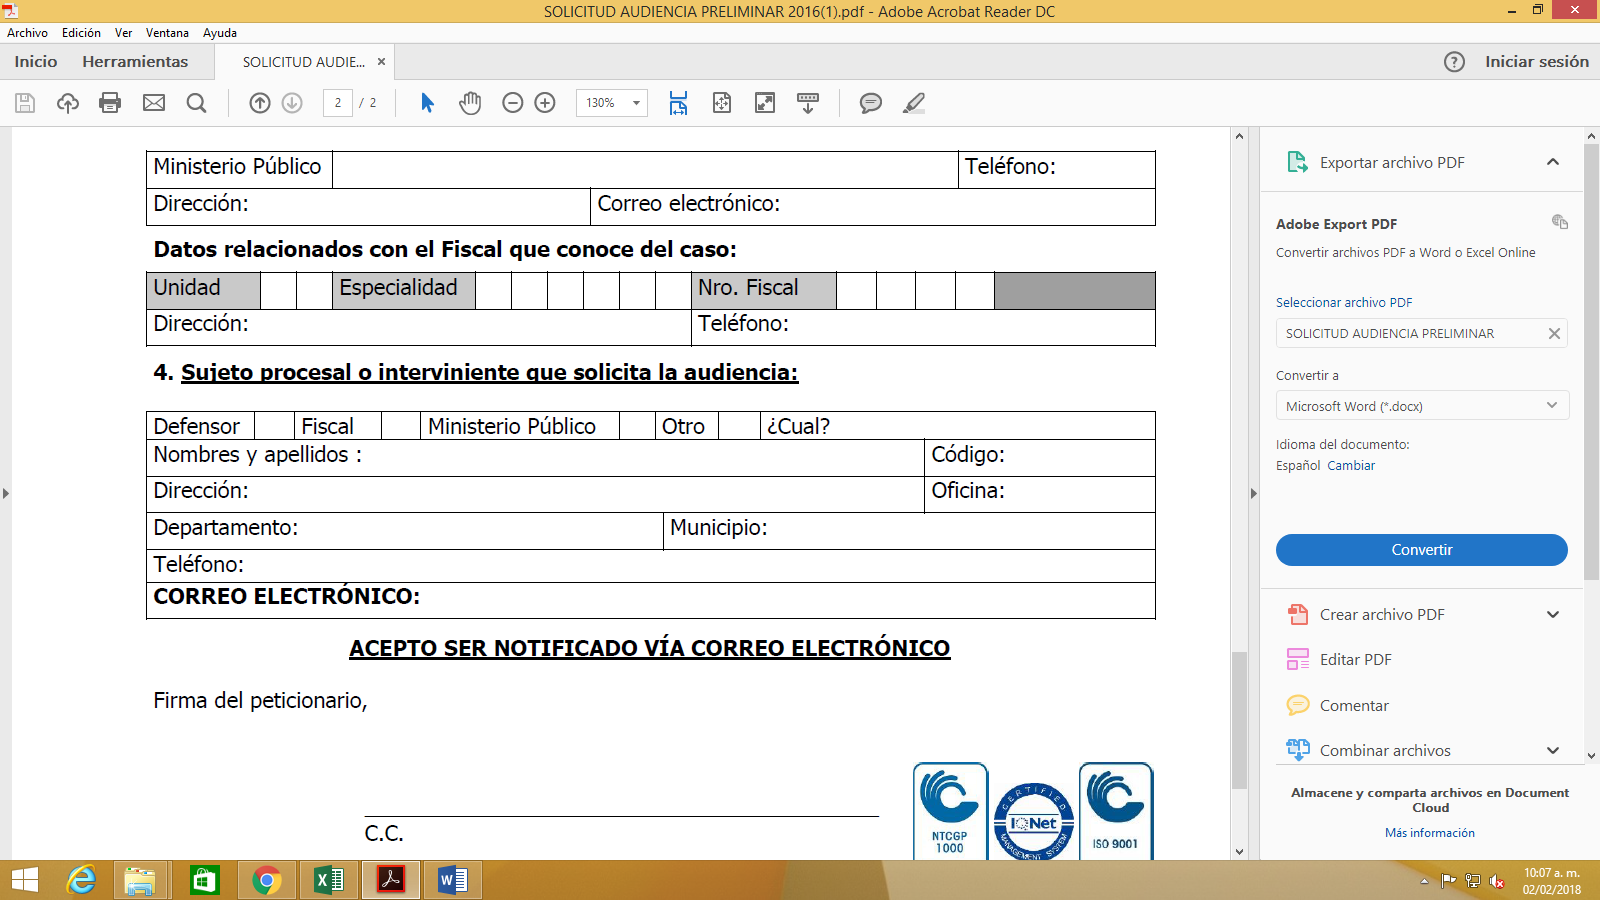 SOLICITUD AUDIENCIA PRELIMINAR 2016(1).pdf - Adobe Acrobat Reader DC
Archivo Edición Ver Ventana Ayuda
Inicio Herramientas SOLICITUD AUDIE... × ? Iniciar sesión
2 / 2 130%
Ministerio Público Teléfono:
Dirección: Correo electrónico:
Datos relacionados con el Fiscal que conoce del caso:
Unidad Especialidad Nro. Fiscal
Dirección: Teléfono:
4. Sujeto procesal o interviniente que solicita la audiencia:
Defensor Fiscal Ministerio Público Otro ¿Cual?
Nombres y apellidos : Código:
Dirección: Oficina:
Departamento: Municipio:
Teléfono:
CORREO ELECTRÓNICO:
ACEPTO SER NOTIFICADO VÍA CORREO ELECTRÓNICO
Firma del peticionario,
C.C.
NTCGP
1000
CERTIFIED
IQNet
MANAGEMENT SYSTEM
ISO 9001
Exportar archivo PDF
Adobe Export PDF
Convertir archivos PDF a Word o Excel Online
Seleccionar archivo PDF
SOLICITUD AUDIENCIA PRELIMINAR
Convertir a
Microsoft Word (*.docx)
Idioma del documento:
Español Cambiar
Convertir
Crear archivo PDF
Editar PDF
Comentar
Combinar archivos
Almacene y comparta archivos en Document
Cloud
Más información
10:07 a. m.
02/02/2018